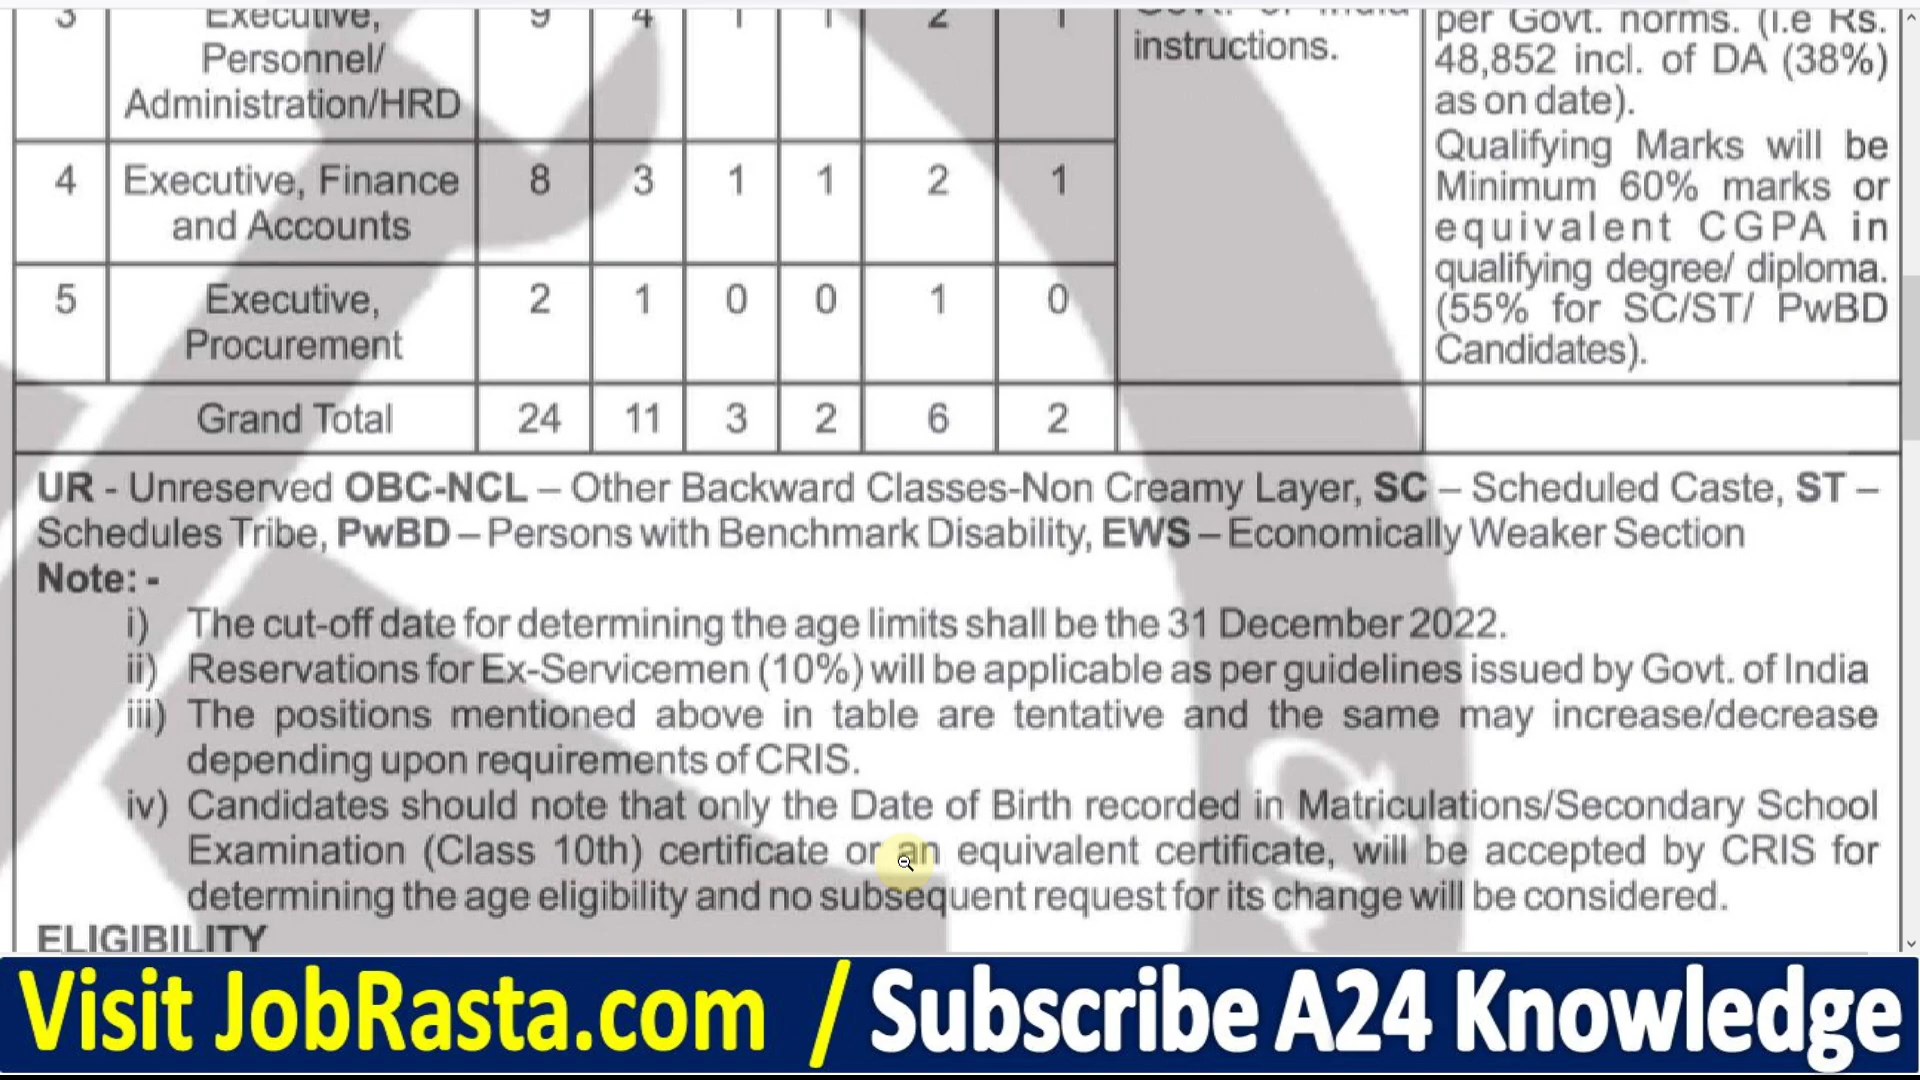 3 Executive, 9 4 1 1 2 1 Govt. of India per Govt. norms. (i.e Rs.
Personnel/ instructions. 48,852 incl. of DA (38%)
Administration/HRD as on date).
Qualifying Marks will be
4 Executive, Finance 8 3 1 1 2 1 Minimum 60% marks or
and Accounts equivalent CGPA in
qualifying degree/ diploma.
5 Executive, 2 1 0 0 1 0 (55% for SC/ST/ PwBD
Procurement Candidates).
Grand Total 24 11 3 2 6 2
UR - Unreserved OBC-NCL – Other Backward Classes-Non Creamy Layer, SC – Scheduled Caste, ST –
Schedules Tribe, PwBD – Persons with Benchmark Disability, EWS – Economically Weaker Section
Note: -
i) The cut-off date for determining the age limits shall be the 31 December 2022.
ii) Reservations for Ex-Servicemen (10%) will be applicable as per guidelines issued by Govt. of India
iii) The positions mentioned above in table are tentative and the same may increase/decrease
depending upon requirements of CRIS.
iv) Candidates should note that only the Date of Birth recorded in Matriculations/Secondary School
Examination (Class 10th) certificate or an equivalent certificate, will be accepted by CRIS for
determining the age eligibility and no subsequent request for its change will be considered.
ELIGIBILITY
Visit JobRasta.com / Subscribe A24 Knowledge